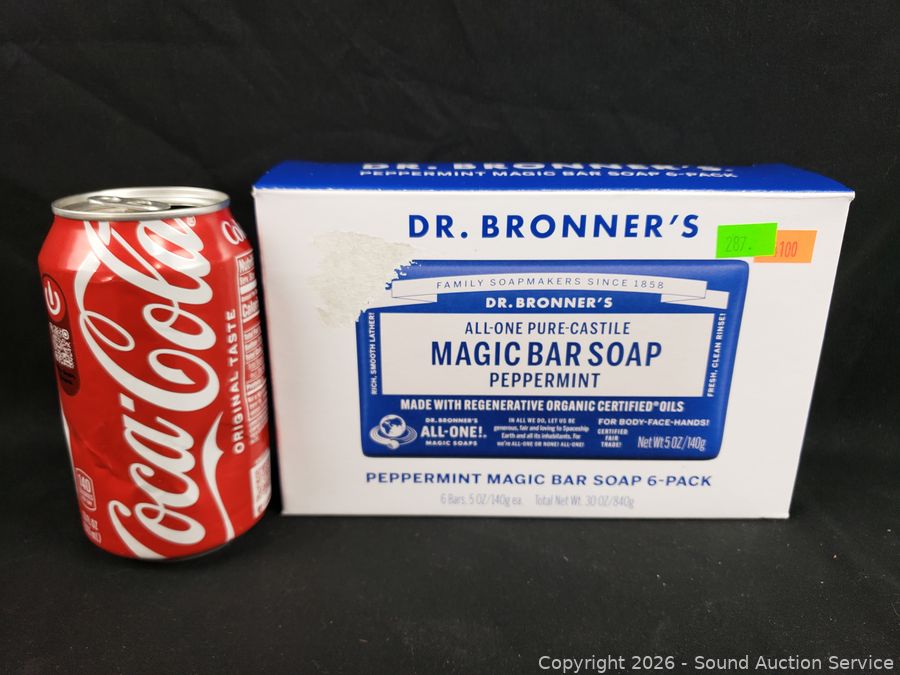 DR. BRONNER'S
PEPPERMINT MAGIC BAR SOAP 6-PACK
DR. BRONNER'S
287.
100
FAMILY SOAPMAKERS SINCE 1858
DR. BRONNER'S
ALL-ONE PURE-CASTILE
MAGIC BAR SOAP
PEPPERMINT
RICH, SMOOTH LATHER!
FRESH, CLEAN RINSE!
MADE WITH REGENERATIVE ORGANIC CERTIFIED® OILS
DR. BRONNER'S
ALL-ONE!
MAGIC SOAPS
IN ALL WE DO, LET US BE
generous, fair and loving to Spaceship
Earth and all its inhabitants. For
WE'RE ALL-ONE OR NONE! ALL-ONE!
FOR BODY-FACE-HANDS!
CERTIFIED
FAIR
TRADE!
Net Wt 5 OZ/140g
PEPPERMINT MAGIC BAR SOAP 6-PACK
6 Bars, 5 OZ/140g ea. Total Net Wt. 30 OZ/840g
Coca-Cola
ORIGINAL TASTE
140
Copyright 2026 - Sound Auction Service